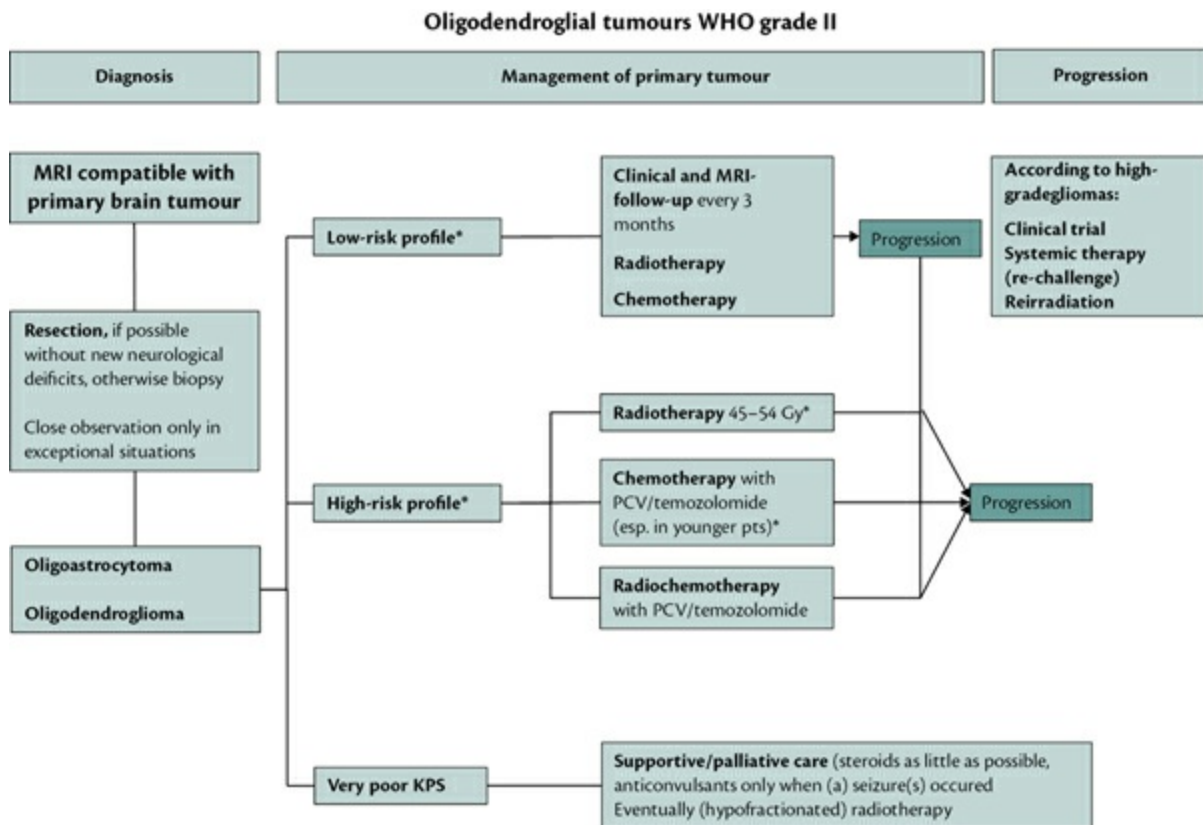 Oligodendroglial tumours WHO grade II
Diagnosis
Management of primary tumour
Progression
MRI compatible with
primary brain tumour
Resection, if possible
without new neurological
deificits, otherwise biopsy
Close observation only in
exceptional situations
Oligoastrocytoma
Oligodendroglioma
Low-risk profile*
Clinical and MRI-
follow-up every 3
months
Radiotherapy
Chemotherapy
Progression
According to high-
gradegliomas:
Clinical trial
Systemic therapy
(re-challenge)
Reirradiation
High-risk profile*
Radiotherapy 45–54 Gy*
Chemotherapy with
PCV/temozolomide
(esp. in younger pts)*
Radiochemotherapy
with PCV/temozolomide
Progression
Very poor KPS
Supportive/palliative care (steroids as little as possible,
anticonvulsants only when (a) seizure(s) occured
Eventually (hypofractionated) radiotherapy